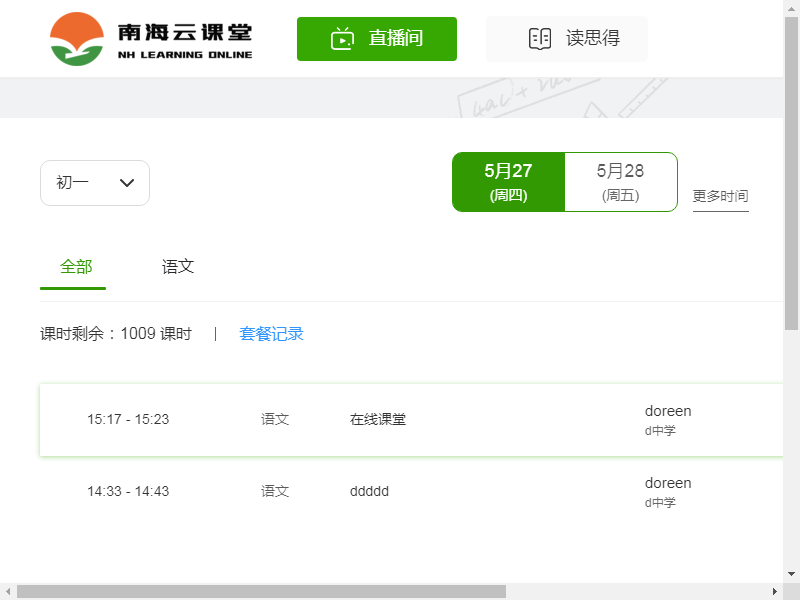 南海云课堂
NH LEARNING ONLINE
直播间
读思得
初一
5月27
(周四)
5月28
(周五)
更多时间
全部
语文
课时剩余：1009 课时 | 套餐记录
15:17 - 15:23 语文 在线课堂 doreen
d中学
14:33 - 14:43 语文 ddddd doreen
d中学